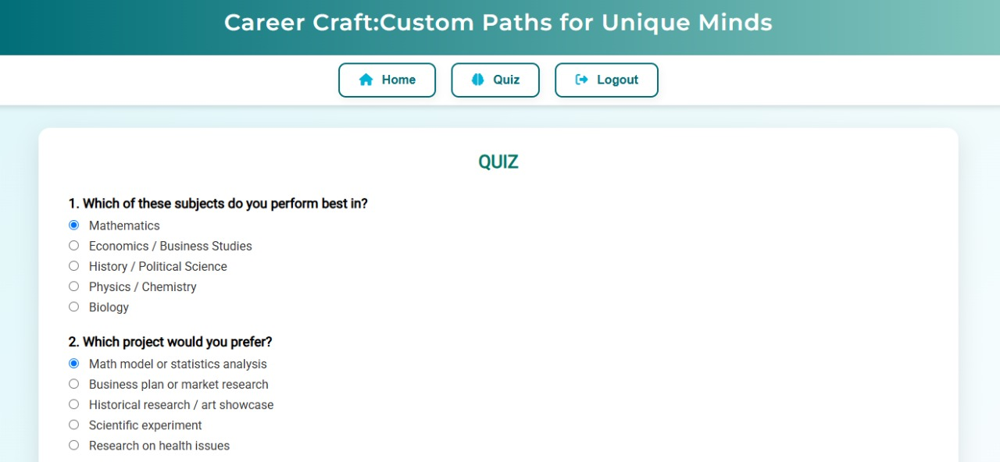 Career Craft:Custom Paths for Unique Minds
Home
Quiz
Logout
QUIZ
1. Which of these subjects do you perform best in?
Mathematics
Economics / Business Studies
History / Political Science
Physics / Chemistry
Biology
2. Which project would you prefer?
Math model or statistics analysis
Business plan or market research
Historical research / art showcase
Scientific experiment
Research on health issues